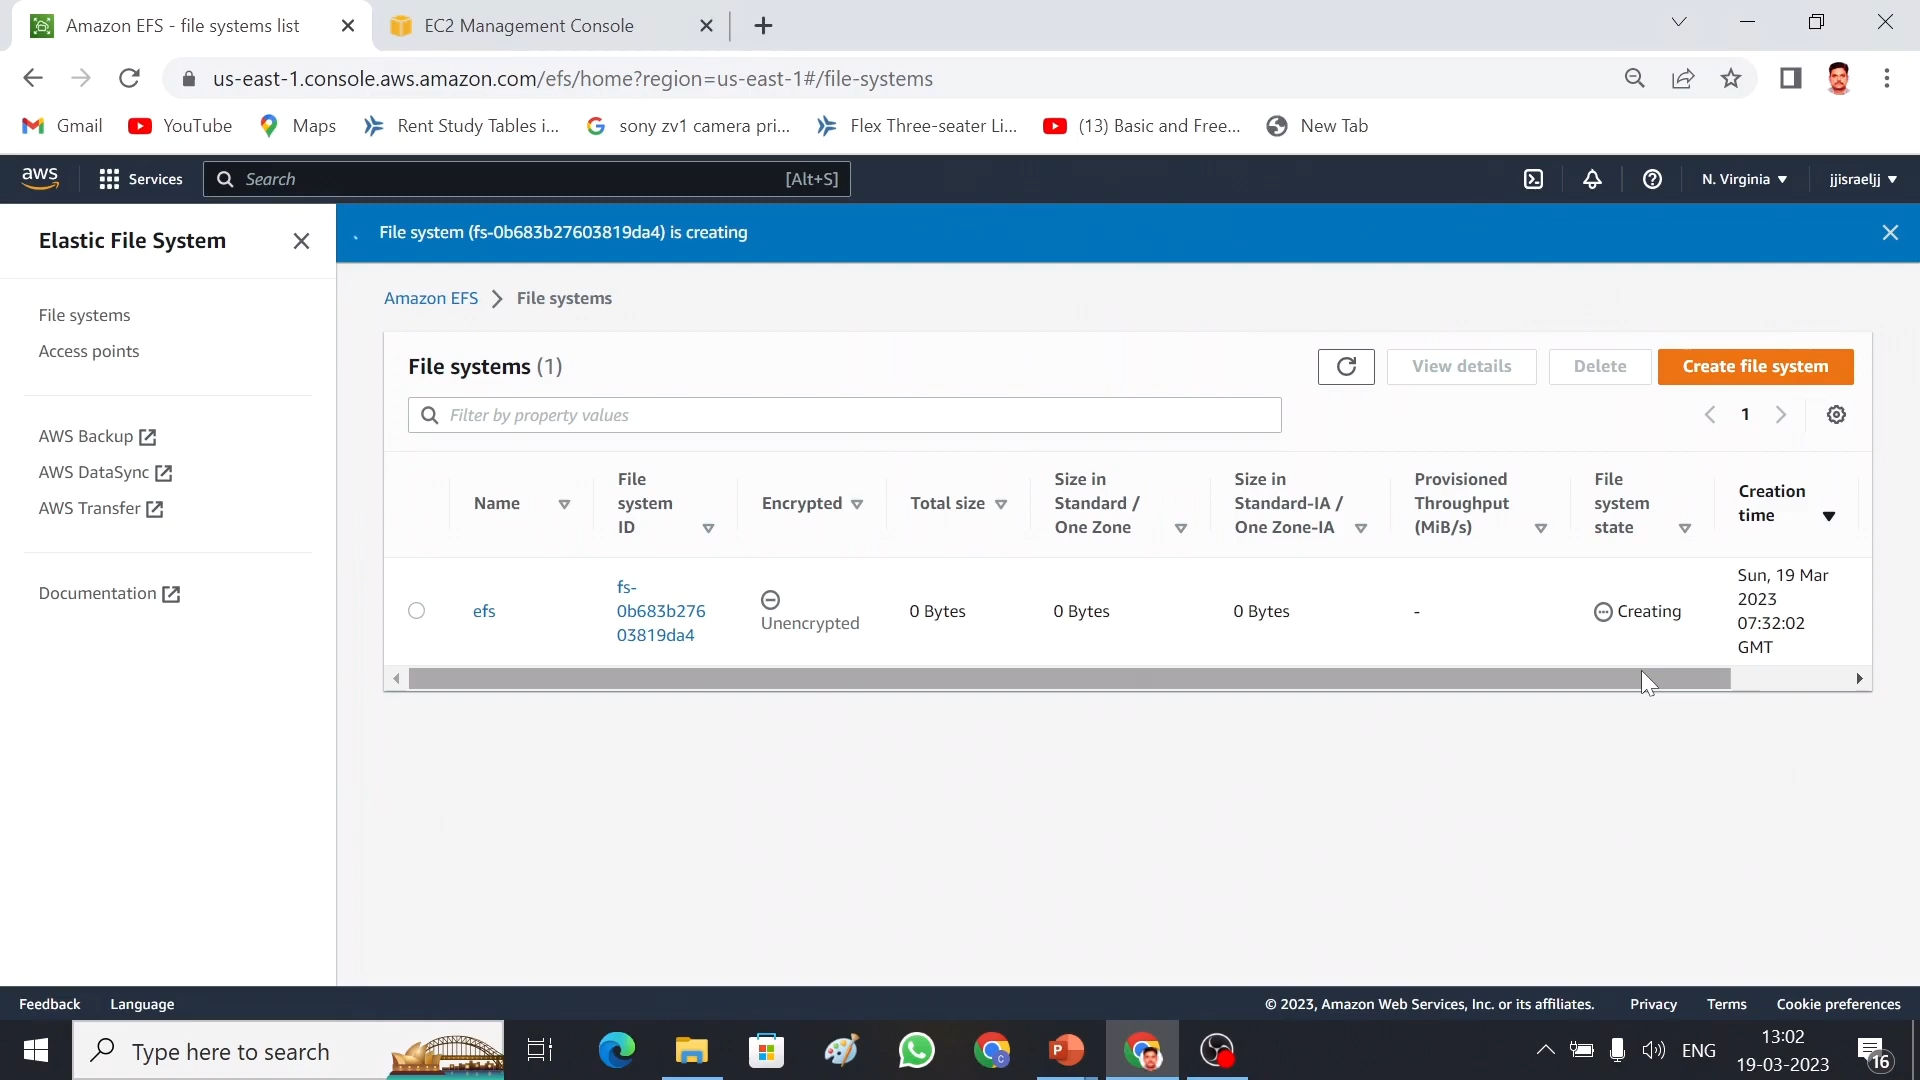 Amazon EFS - file systems list
EC2 Management Console
us-east-1.console.aws.amazon.com/efs/home?region=us-east-1#/file-systems
Gmail
YouTube
Maps
Rent Study Tables i...
sony zv1 camera pri...
Flex Three-seater Li...
(13) Basic and Free...
New Tab
aws
Services
Search
[Alt+S]
N. Virginia
jjisraeljj
Elastic File System
File system (fs-0b683b27603819da4) is creating
File systems
Access points
AWS Backup
AWS DataSync
AWS Transfer
Documentation
Amazon EFS
File systems
File systems (1)
View details
Delete
Create file system
Filter by property values
1
Name
File
system
ID
Encrypted
Total size
Size in
Standard /
One Zone
Size in
Standard-IA /
One Zone-IA
Provisioned
Throughput
(MiB/s)
File
system
state
Creation
time
efs
fs-
0b683b276
03819da4
Unencrypted
0 Bytes
0 Bytes
0 Bytes
-
Creating
Sun, 19 Mar
2023
07:32:02
GMT
Feedback
Language
© 2023, Amazon Web Services, Inc. or its affiliates.
Privacy
Terms
Cookie preferences
Type here to search
ENG
13:02
19-03-2023
16